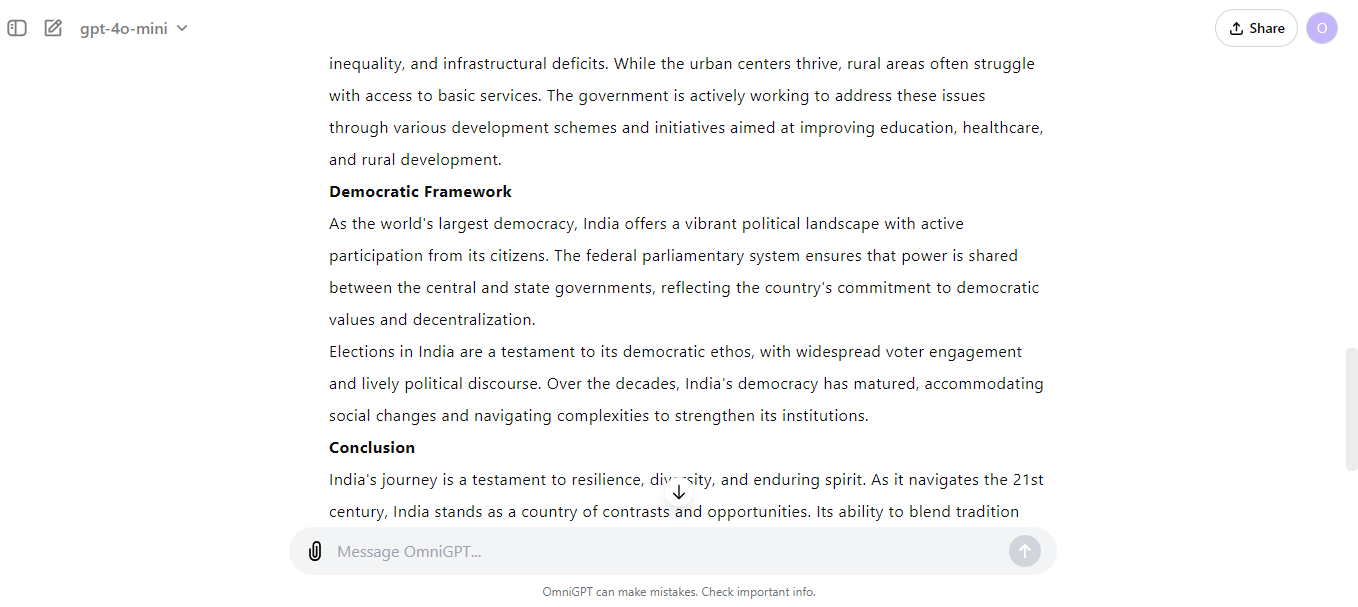 gpt-4o-mini
Share
O
inequality, and infrastructural deficits. While the urban centers thrive, rural areas often struggle
with access to basic services. The government is actively working to address these issues
through various development schemes and initiatives aimed at improving education, healthcare,
and rural development.
Democratic Framework
As the world's largest democracy, India offers a vibrant political landscape with active
participation from its citizens. The federal parliamentary system ensures that power is shared
between the central and state governments, reflecting the country's commitment to democratic
values and decentralization.
Elections in India are a testament to its democratic ethos, with widespread voter engagement
and lively political discourse. Over the decades, India's democracy has matured, accommodating
social changes and navigating complexities to strengthen its institutions.
Conclusion
India's journey is a testament to resilience, diversity, and enduring spirit. As it navigates the 21st
century, India stands as a country of contrasts and opportunities. Its ability to blend tradition
Message OmniGPT...
OmniGPT can make mistakes. Check important info.